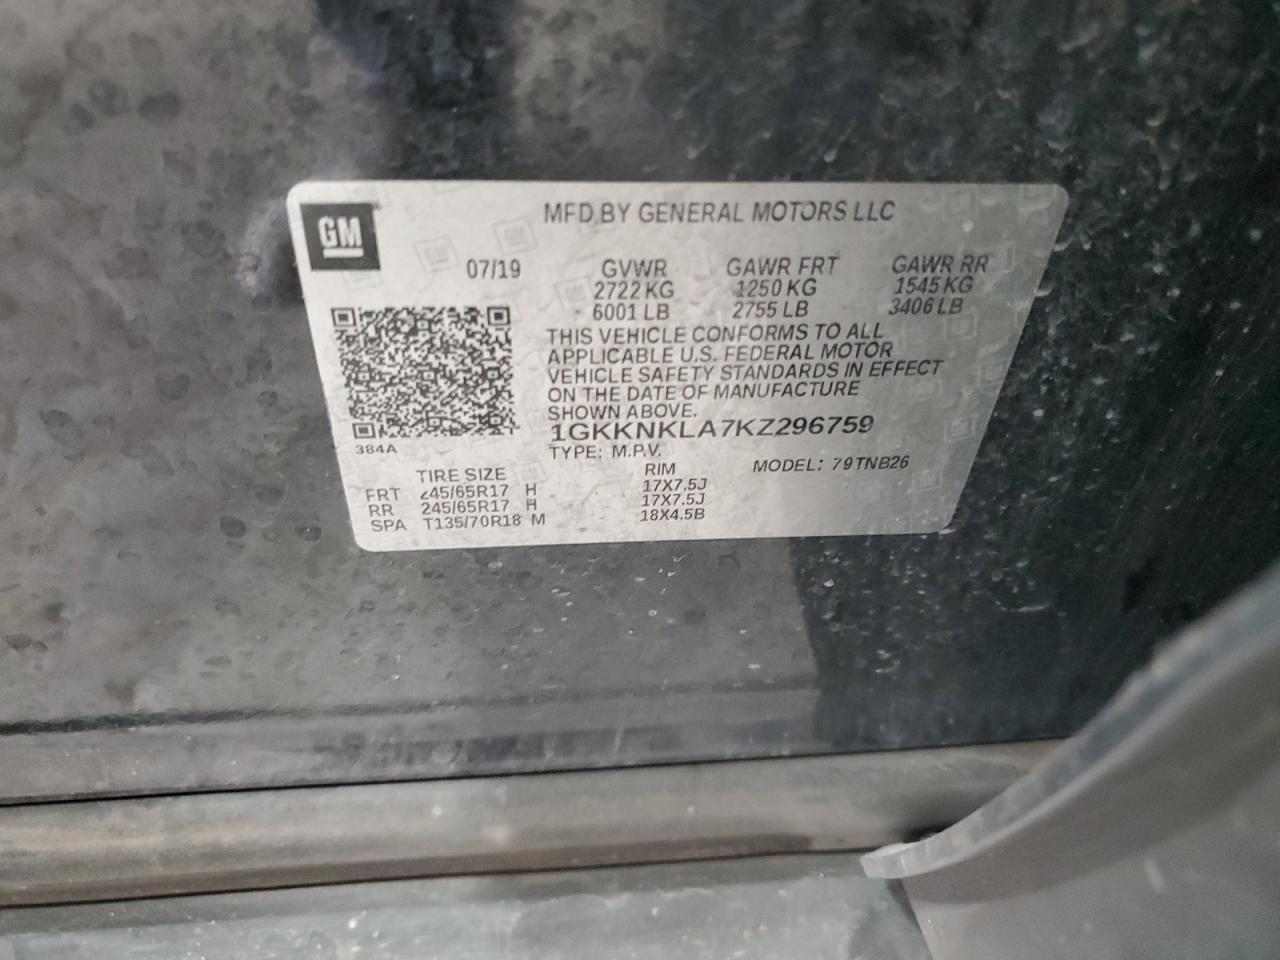 GM
MFD BY GENERAL MOTORS LLC
07/19 GVWR GAWR FRT GAWR RR
2722 KG 1250 KG 1545 KG
6001 LB 2755 LB 3406 LB
THIS VEHICLE CONFORMS TO ALL
APPLICABLE U.S. FEDERAL MOTOR
VEHICLE SAFETY STANDARDS IN EFFECT
ON THE DATE OF MANUFACTURE
SHOWN ABOVE.
1GKKNKLA7KZ296759
384A
TYPE: M.P.V. MODEL: 79TNB26
TIRE SIZE RIM
FRT 245/65R17 H 17X7.5J
RR 245/65R17 H 17X7.5J
SPA T135/70R18 M 18X4.5B